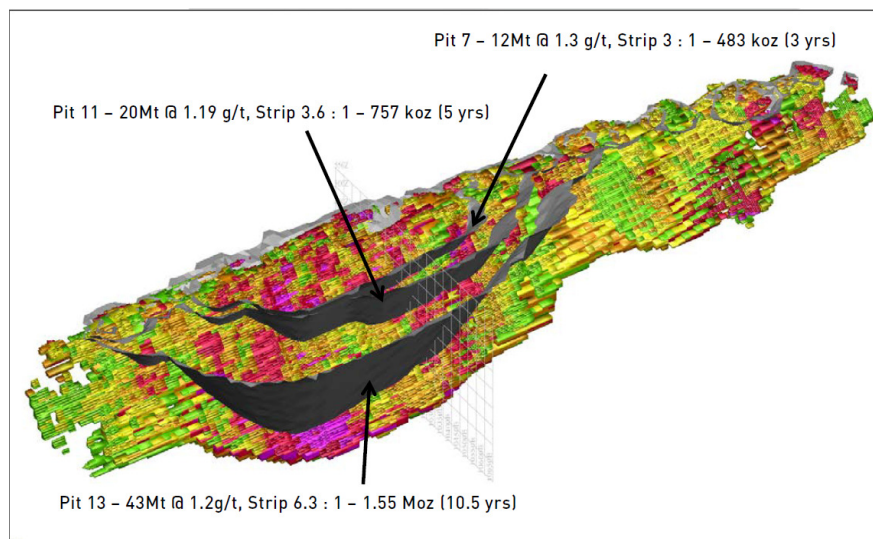 Pit 7 – 12Mt @ 1.3 g/t, Strip 3 : 1 – 483 koz (3 yrs)
Pit 11 – 20Mt @ 1.19 g/t, Strip 3.6 : 1 – 757 koz (5 yrs)
Pit 13 – 43Mt @ 1.2g/t, Strip 6.3 : 1 – 1.55 Moz (10.5 yrs)